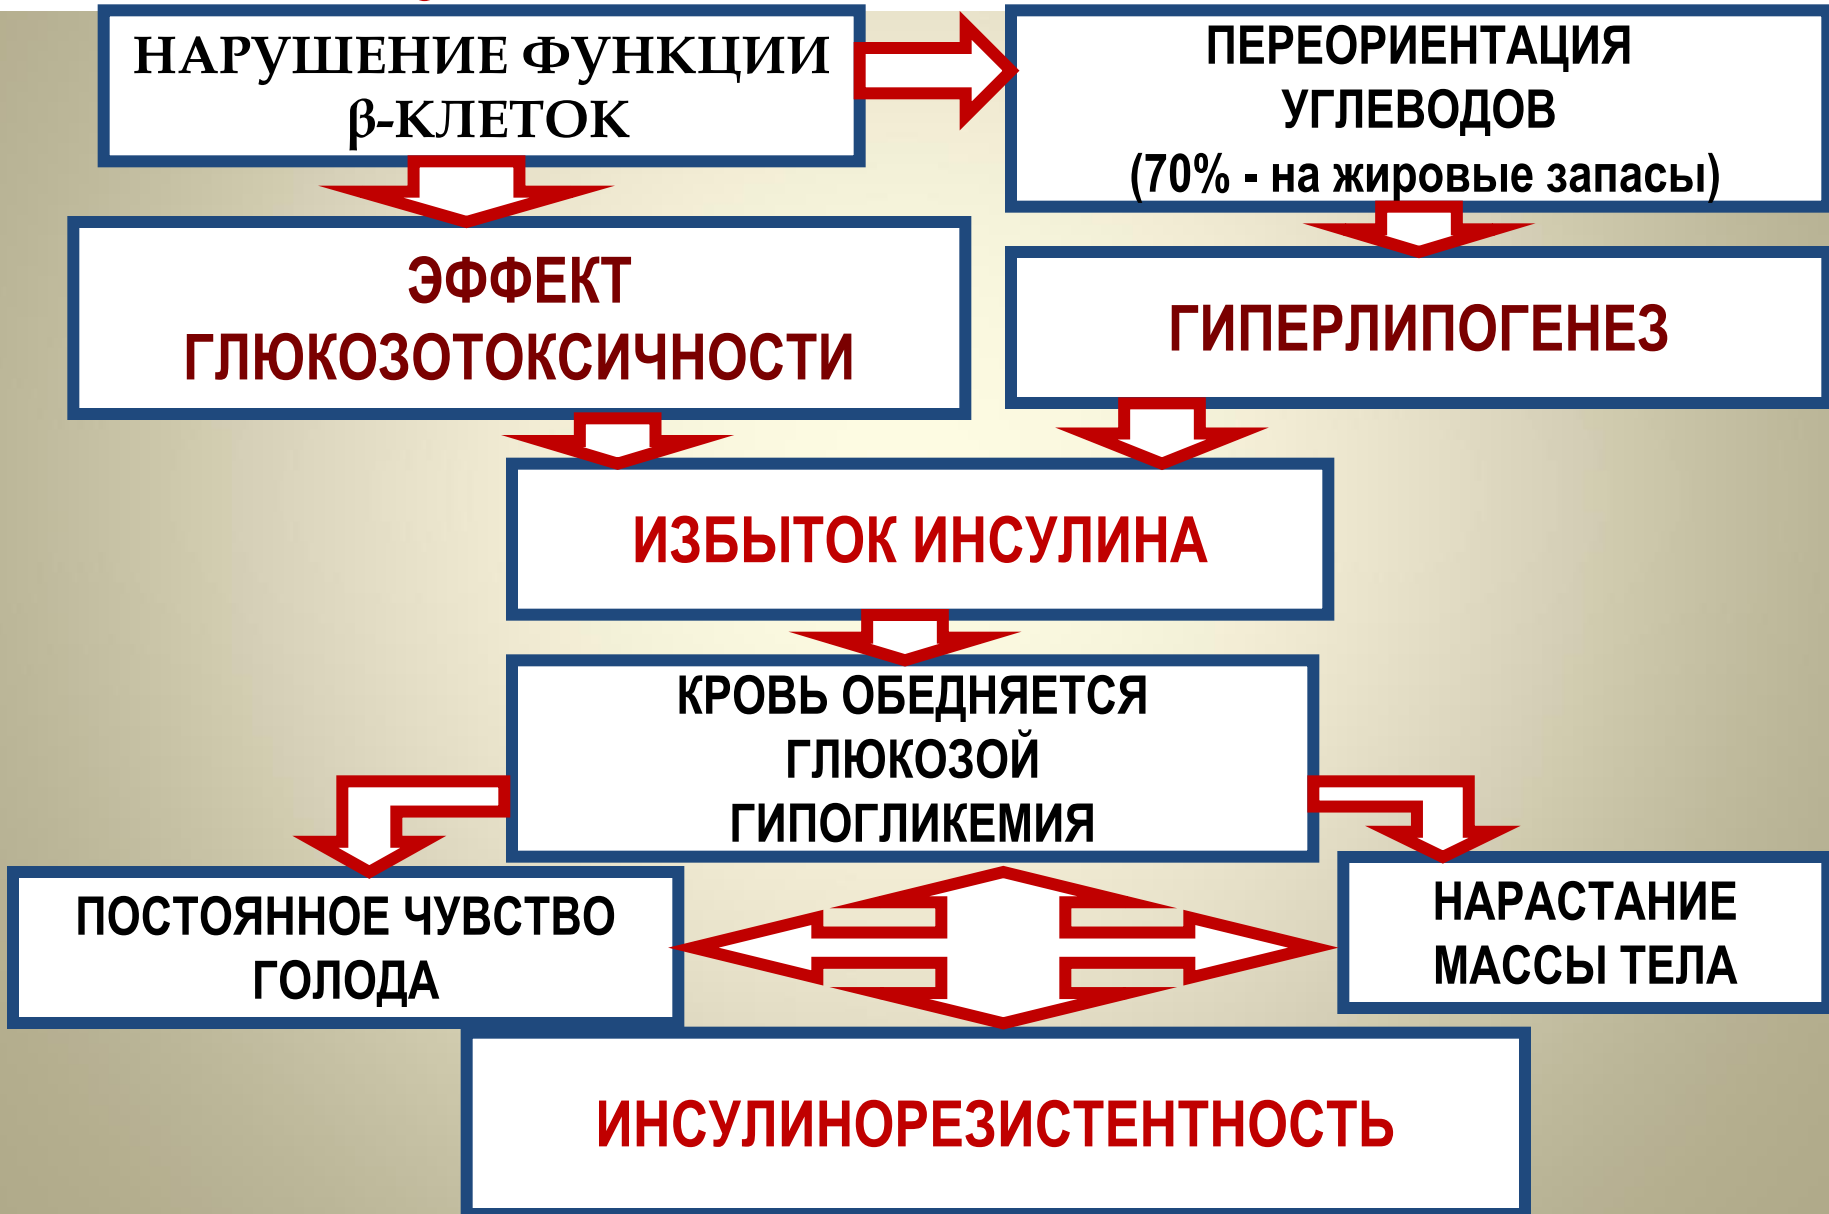 НАРУШЕНИЕ ФУНКЦИИ
β-КЛЕТОК
ПЕРЕОРИЕНТАЦИЯ
УГЛЕВОДОВ
(70% - на жировые запасы)
ЭФФЕКТ
ГЛЮКОЗОТОКСИЧНОСТИ
ГИПЕРЛИПОГЕНЕЗ
ИЗБЫТОК ИНСУЛИНА
КРОВЬ ОБЕДНЯЕТСЯ
ГЛЮКОЗОЙ
ГИПОГЛИКЕМИЯ
ПОСТОЯННОЕ ЧУВСТВО
ГОЛОДА
НАРАСТАНИЕ
МАССЫ ТЕЛА
ИНСУЛИНОРЕЗИСТЕНТНОСТЬ